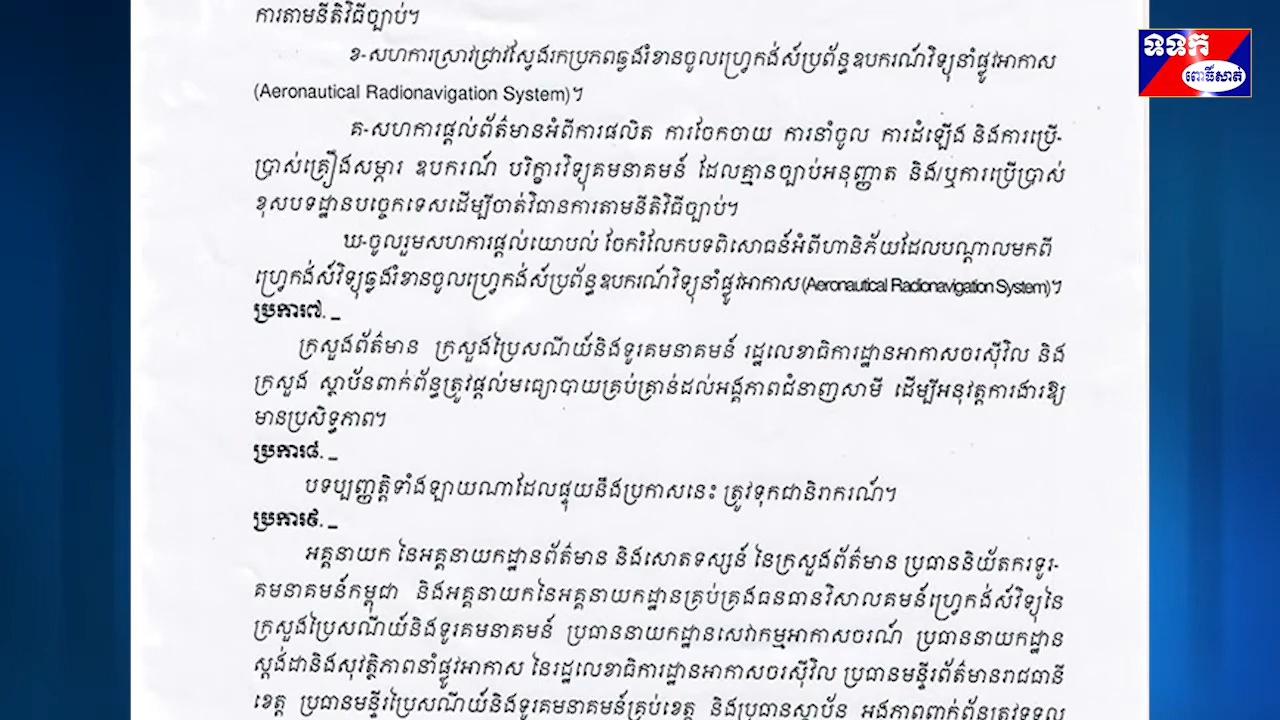 ការតាមនីតិវិធីច្បាប់។
ទទក
ពោធិ៍សាត់
ខ-សហការស្រាវជ្រាវស្វែងរកប្រភពឆ្លងរំខានចូលហ្វ្រេកង់ស៍ប្រព័ន្ធឧបករណ៍វិទ្យុនាំផ្លូវអាកាស
(Aeronautical Radionavigation System)។
គ-សហការផ្ដល់ព័ត៌មានអំពីការផលិត ការចែកចាយ ការនាំចូល ការដំឡើង និងការប្រើ-
ប្រាស់គ្រឿងសម្ភារ ឧបករណ៍ បរិក្ខារវិទ្យុគមនាគមន៍ ដែលគ្មានច្បាប់អនុញ្ញាត និង/ឬការប្រើប្រាស់
ខុសបទដ្ឋានបច្ចេកទេសដើម្បីចាត់វិធានការតាមនីតិវិធីច្បាប់។
ឃ-ចូលរួមសហការផ្ដល់យោបល់ ចែករំលែកបទពិសោធន៍អំពីហានិភ័យដែលបណ្ដាលមកពី
ហ្វ្រេកង់ស៍វិទ្យុឆ្លងរំខានចូលហ្វ្រេកង់ស៍ប្រព័ន្ធឧបករណ៍វិទ្យុនាំផ្លូវអាកាស(Aeronautical Radionavigation System)។
ប្រការ៧. _
ក្រសួងព័ត៌មាន ក្រសួងប្រៃសណីយ៍និងទូរគមនាគមន៍ រដ្ឋលេខាធិការដ្ឋានអាកាសចរស៊ីវិល និង
ក្រសួង ស្ថាប័នពាក់ព័ន្ធត្រូវផ្ដល់មធ្យោបាយគ្រប់គ្រាន់ដល់អង្គភាពជំនាញសាមី ដើម្បីអនុវត្តការងារឱ្យ
មានប្រសិទ្ធភាព។
ប្រការ៨. _
បទប្បញ្ញត្តិទាំងឡាយណាដែលផ្ទុយនឹងប្រកាសនេះ ត្រូវទុកជានិរាករណ៍។
ប្រការ៩. _
អគ្គនាយក នៃអគ្គនាយកដ្ឋានព័ត៌មាន និងសោតទស្សន៍ នៃក្រសួងព័ត៌មាន ប្រធាននិយ័តករទូរ-
គមនាគមន៍កម្ពុជា និងអគ្គនាយកនៃអគ្គនាយកដ្ឋានគ្រប់គ្រងធនធានវិសាលគមន៍ហ្វ្រេកង់ស៍វិទ្យុនៃ
ក្រសួងប្រៃសណីយ៍និងទូរគមនាគមន៍ ប្រធាននាយកដ្ឋានសេវាកម្មអាកាសចរណ៍ ប្រធាននាយកដ្ឋាន
ស្ដង់ដានិងសុវត្ថិភាពនាំផ្លូវអាកាស នៃរដ្ឋលេខាធិការដ្ឋានអាកាសចរស៊ីវិល ប្រធានមន្ទីរព័ត៌មានរាជធានី
ខេត្ត ប្រធានមន្ទីរប្រៃសណីយ៍និងទូរគមនាគមន៍គ្រប់ខេត្ត និងប្រធានស្ថាប័ន អង្គភាពពាក់ព័ន្ធត្រូវទទួល